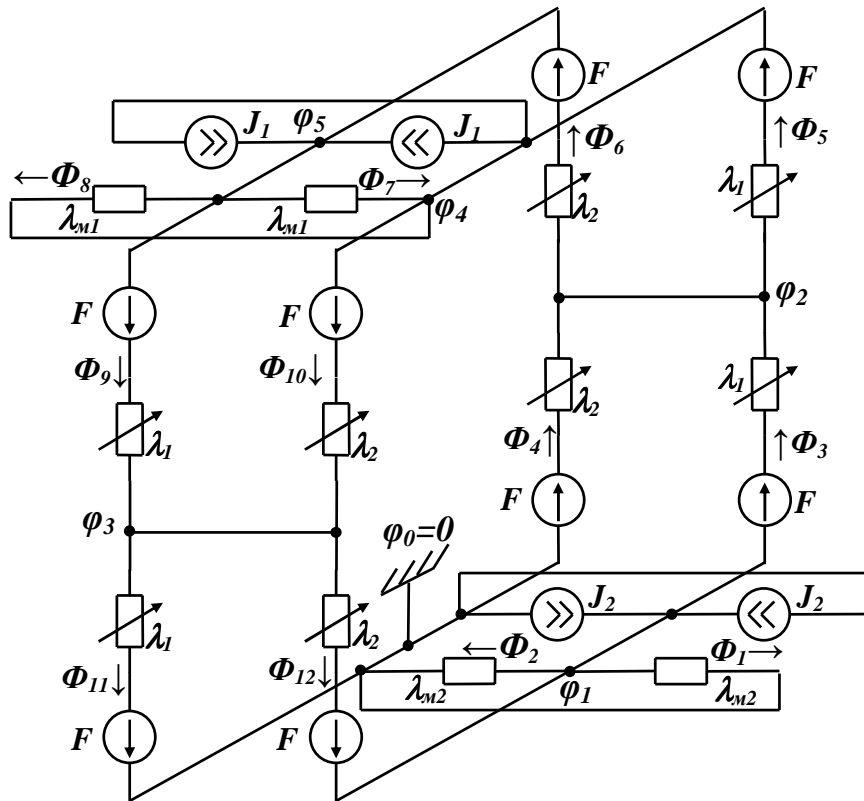 F F
J₁ φ₅ J₁
↑Φ₆ ↑Φ₅
←Φ₈ Φ₇→
λм1 λм1 φ₄ λ₂ λ₁
F F φ₂
Φ₉↓ Φ₁₀↓ λ₂ λ₁
λ₁ λ₂ Φ₄↑ ↑Φ₃
φ₃ φ₀=0 F F
λ₁ λ₂ J₂ J₂
Φ₁₁↓ Φ₁₂↓ ←Φ₂ Φ₁→
λм2 φ₁ λм2
F F